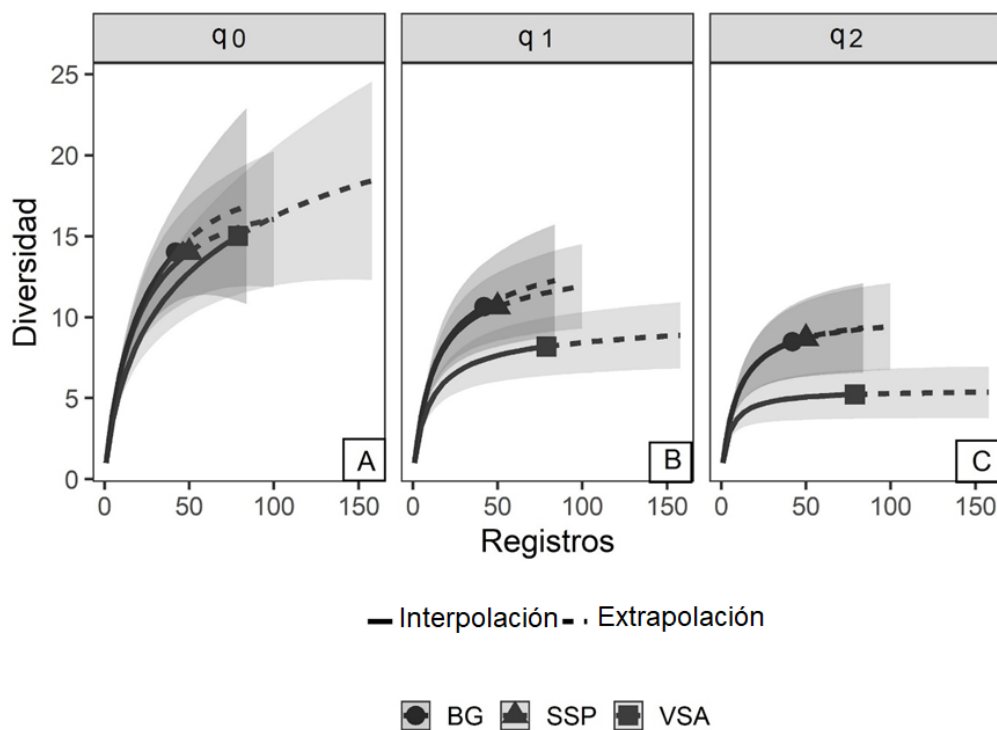 q0 q1 q2
25
20
15
10
5
0
Diversidad
A B C
0 50 100 150 0 50 100 150 0 50 100 150
Registros
Interpolación Extrapolación
BG SSP VSA